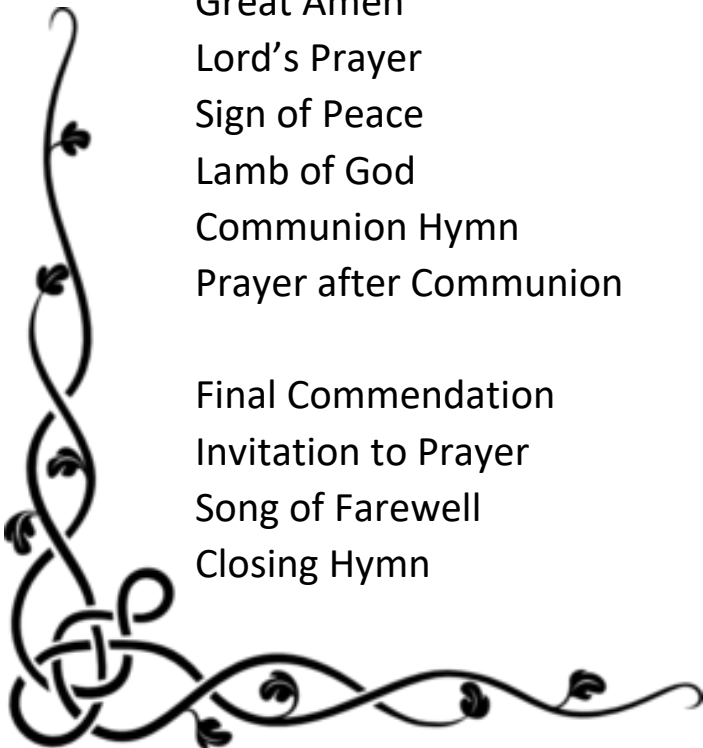 Great Amen
Lord’s Prayer
Sign of Peace
Lamb of God
Communion Hymn
Prayer after Communion
Final Commendation
Invitation to Prayer
Song of Farewell
Closing Hymn